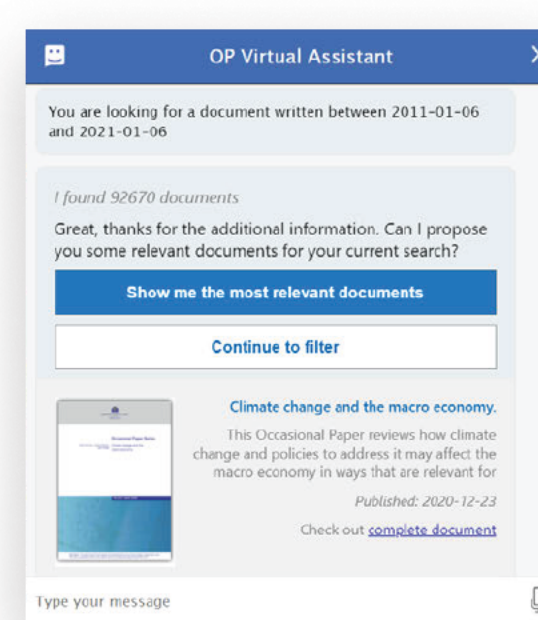 OP Virtual Assistant
You are looking for a document written between 2011-01-06
and 2021-01-06
I found 92670 documents
Great, thanks for the additional information. Can I propose
you some relevant documents for your current search?
Show me the most relevant documents
Continue to filter
Occasional Paper Series
Climate change and the macro economy.
This Occasional Paper reviews how climate
change and policies to address it may affect the
macro economy in ways that are relevant for
Published: 2020-12-23
Check out complete document
Type your message